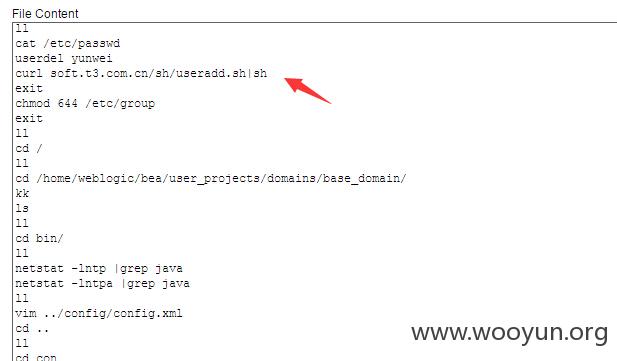 File Content
ll
cat /etc/passwd
userdel yunwei
curl soft.t3.com.cn/sh/useradd.sh|sh
exit
chmod 644 /etc/group
exit
ll
cd /
ll
cd /home/weblogic/bea/user_projects/domains/base_domain/
kk
ls
ll
cd bin/
ll
netstat -lntp |grep java
netstat -lntpa |grep java
ll
vim ../config/config.xml
cd ..
ll
cd con
www.wooyun.org